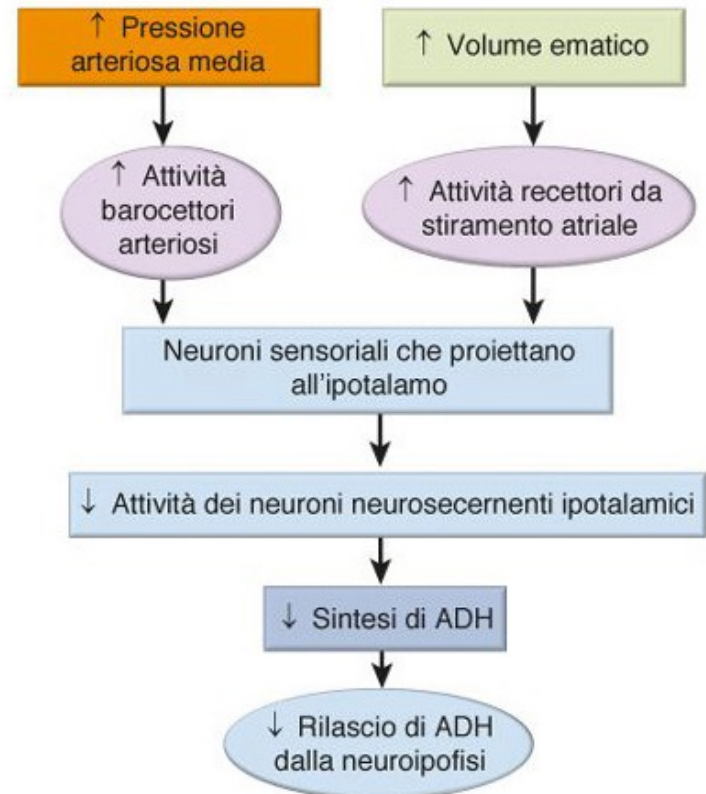 ↑ Pressione
arteriosa media
↑ Volume ematico
↑ Attività
barocettori
arteriosi
↑ Attività recettori da
stiramento atriale
Neuroni sensoriali che proiettano
all'ipotalamo
↓ Attività dei neuroni neurosecernenti ipotalamici
↓ Sintesi di ADH
↓ Rilascio di ADH
dalla neuroipofisi